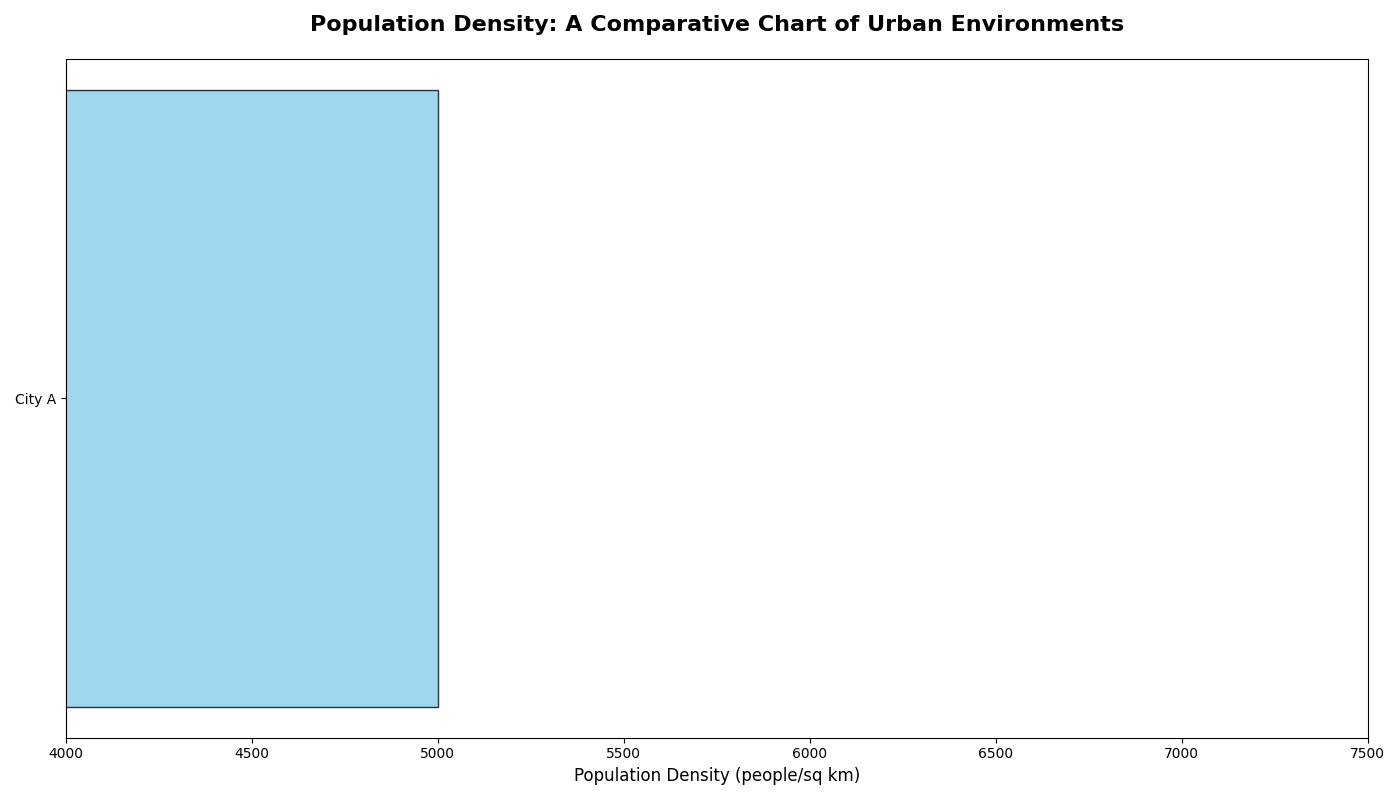 Population Density: A Comparative Chart of Urban Environments
City A
4000 4500 5000 5500 6000 6500 7000 7500
Population Density (people/sq km)